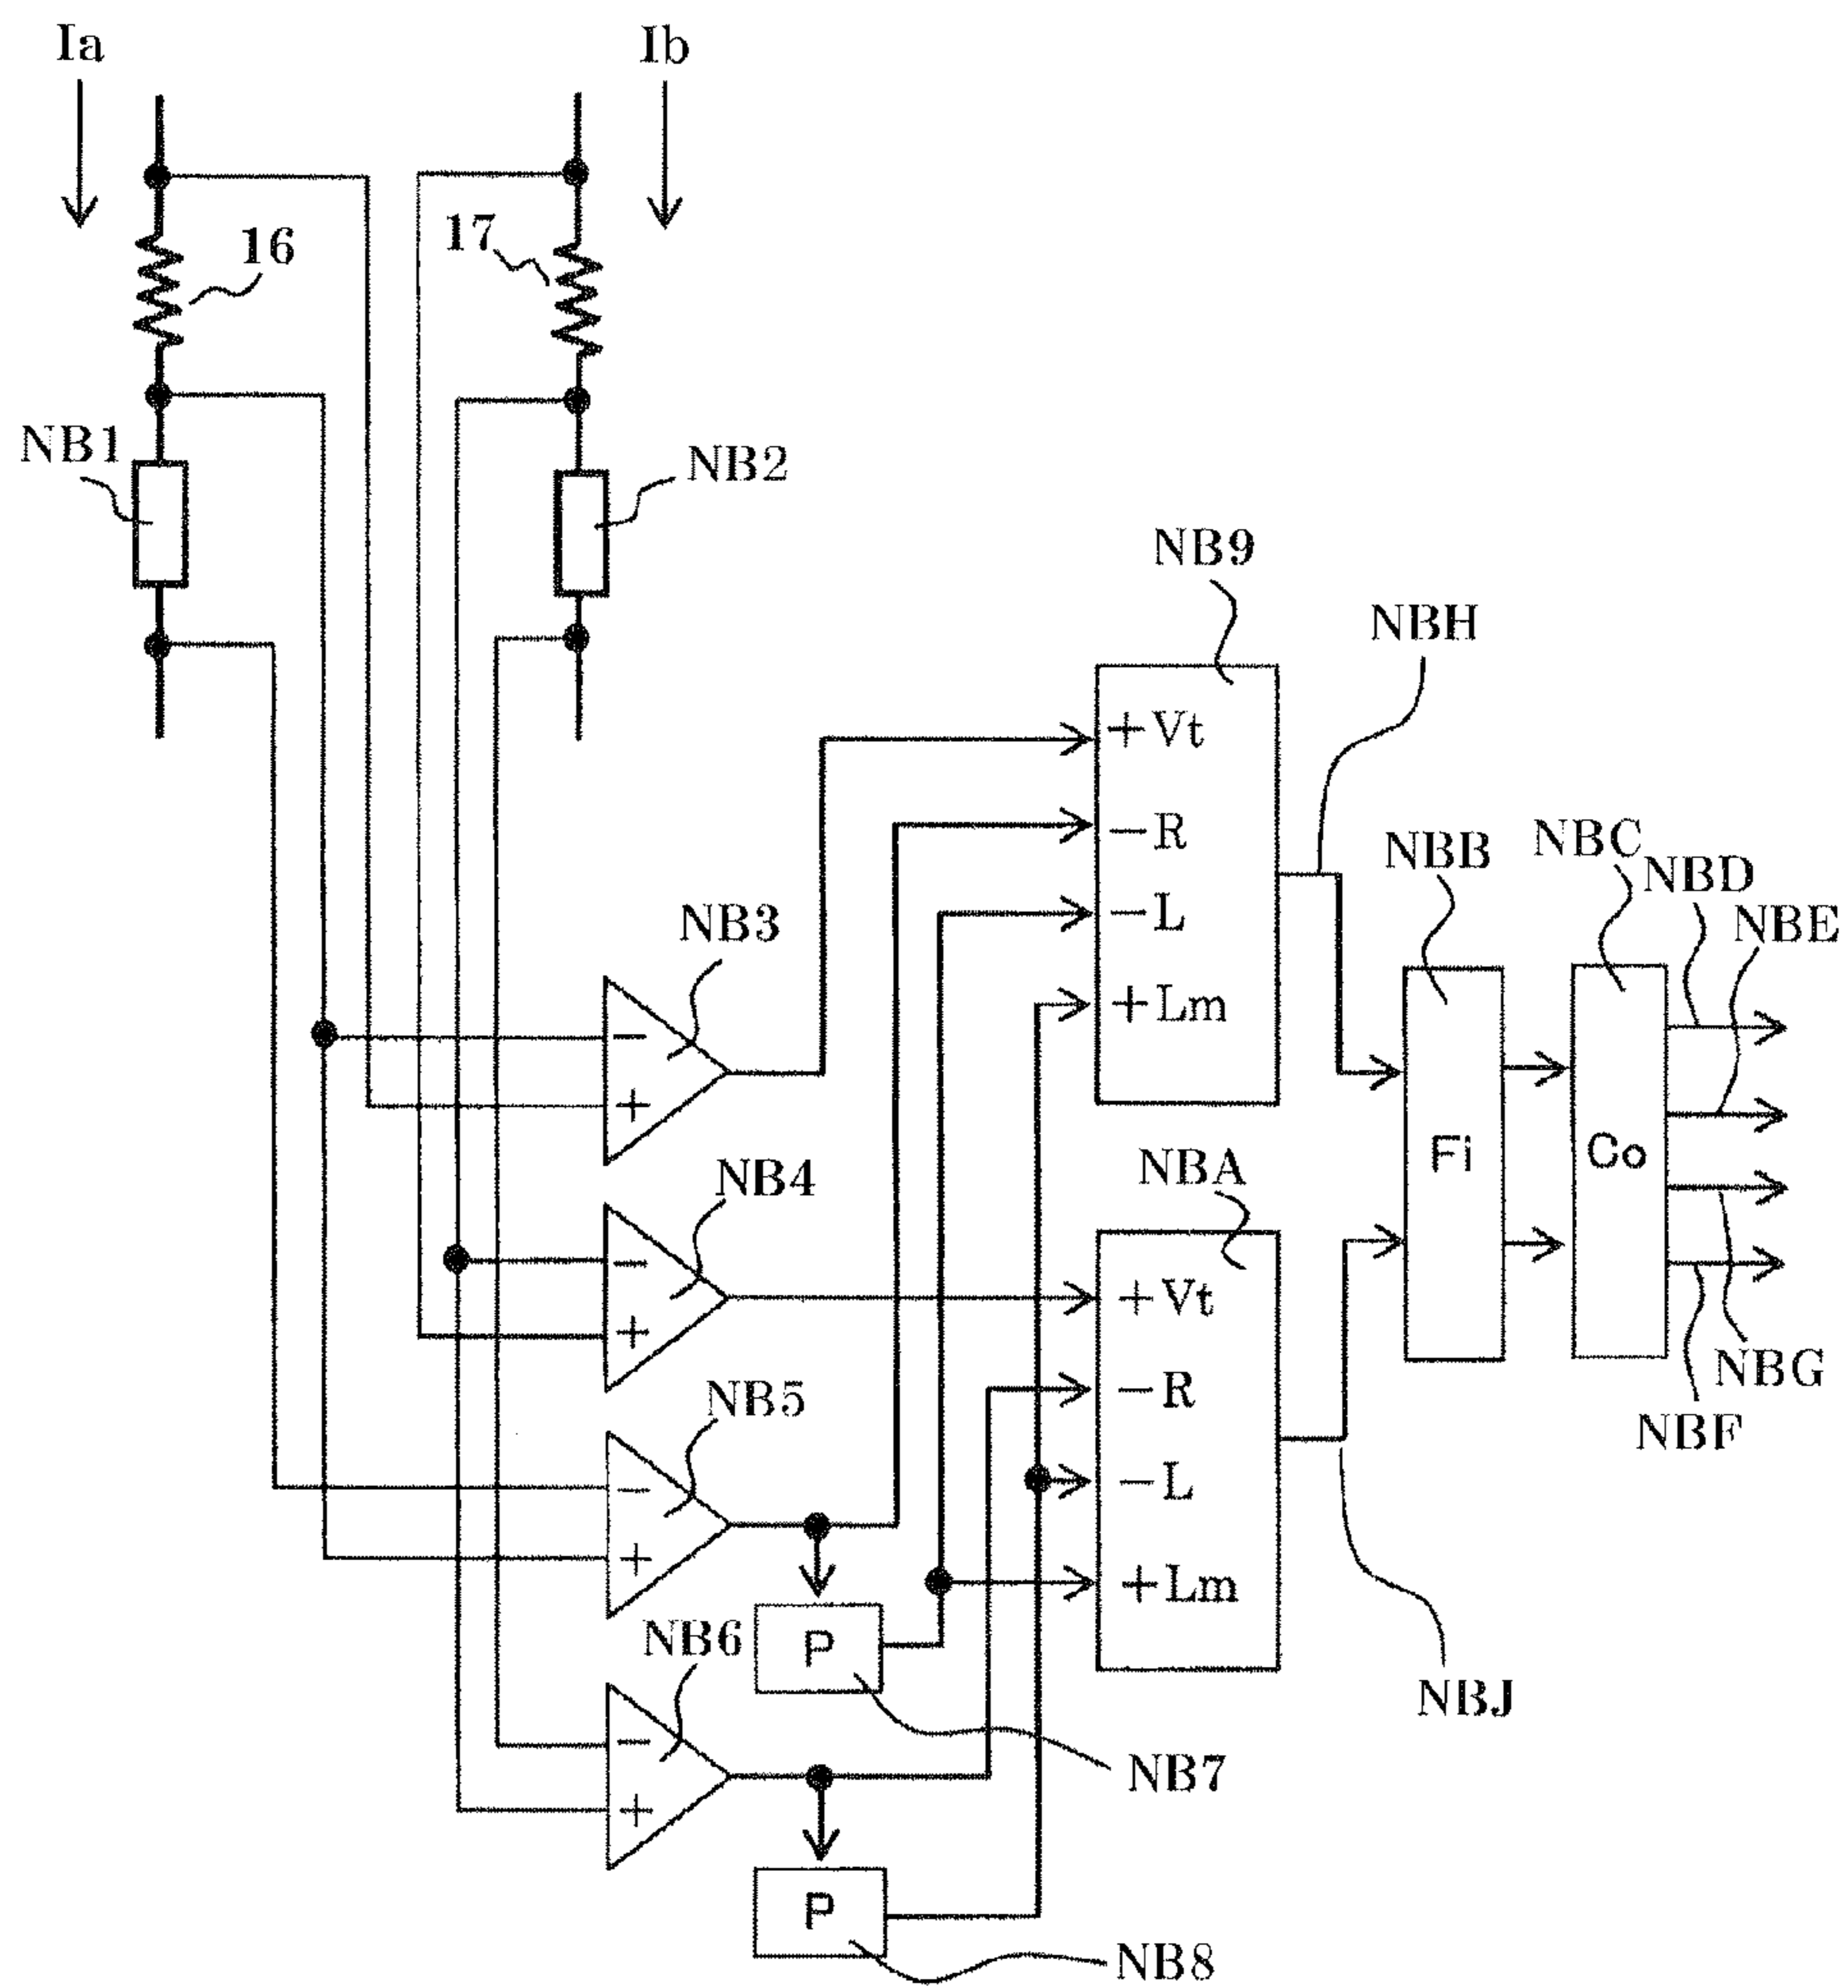 Ia
Ib
16
17
NB1
NB2
NB9
NBH
+Vt
−R
−L
+Lm
NBB
NBC
NBD
NBE
NB3
−
+
Fi
Co
NB4
−
+
NBA
+Vt
−R
−L
+Lm
NBG
NBF
NB5
−
+
NBJ
P
NB7
NB6
−
+
P
NB8